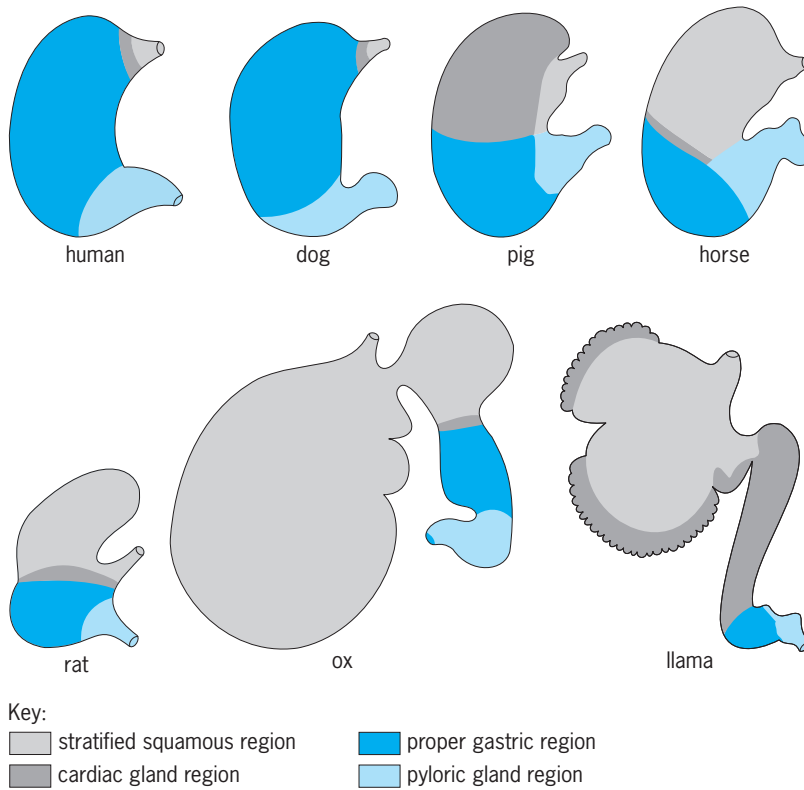 human
dog
pig
horse
rat
ox
llama
Key:
stratified squamous region
proper gastric region
cardiac gland region
pyloric gland region